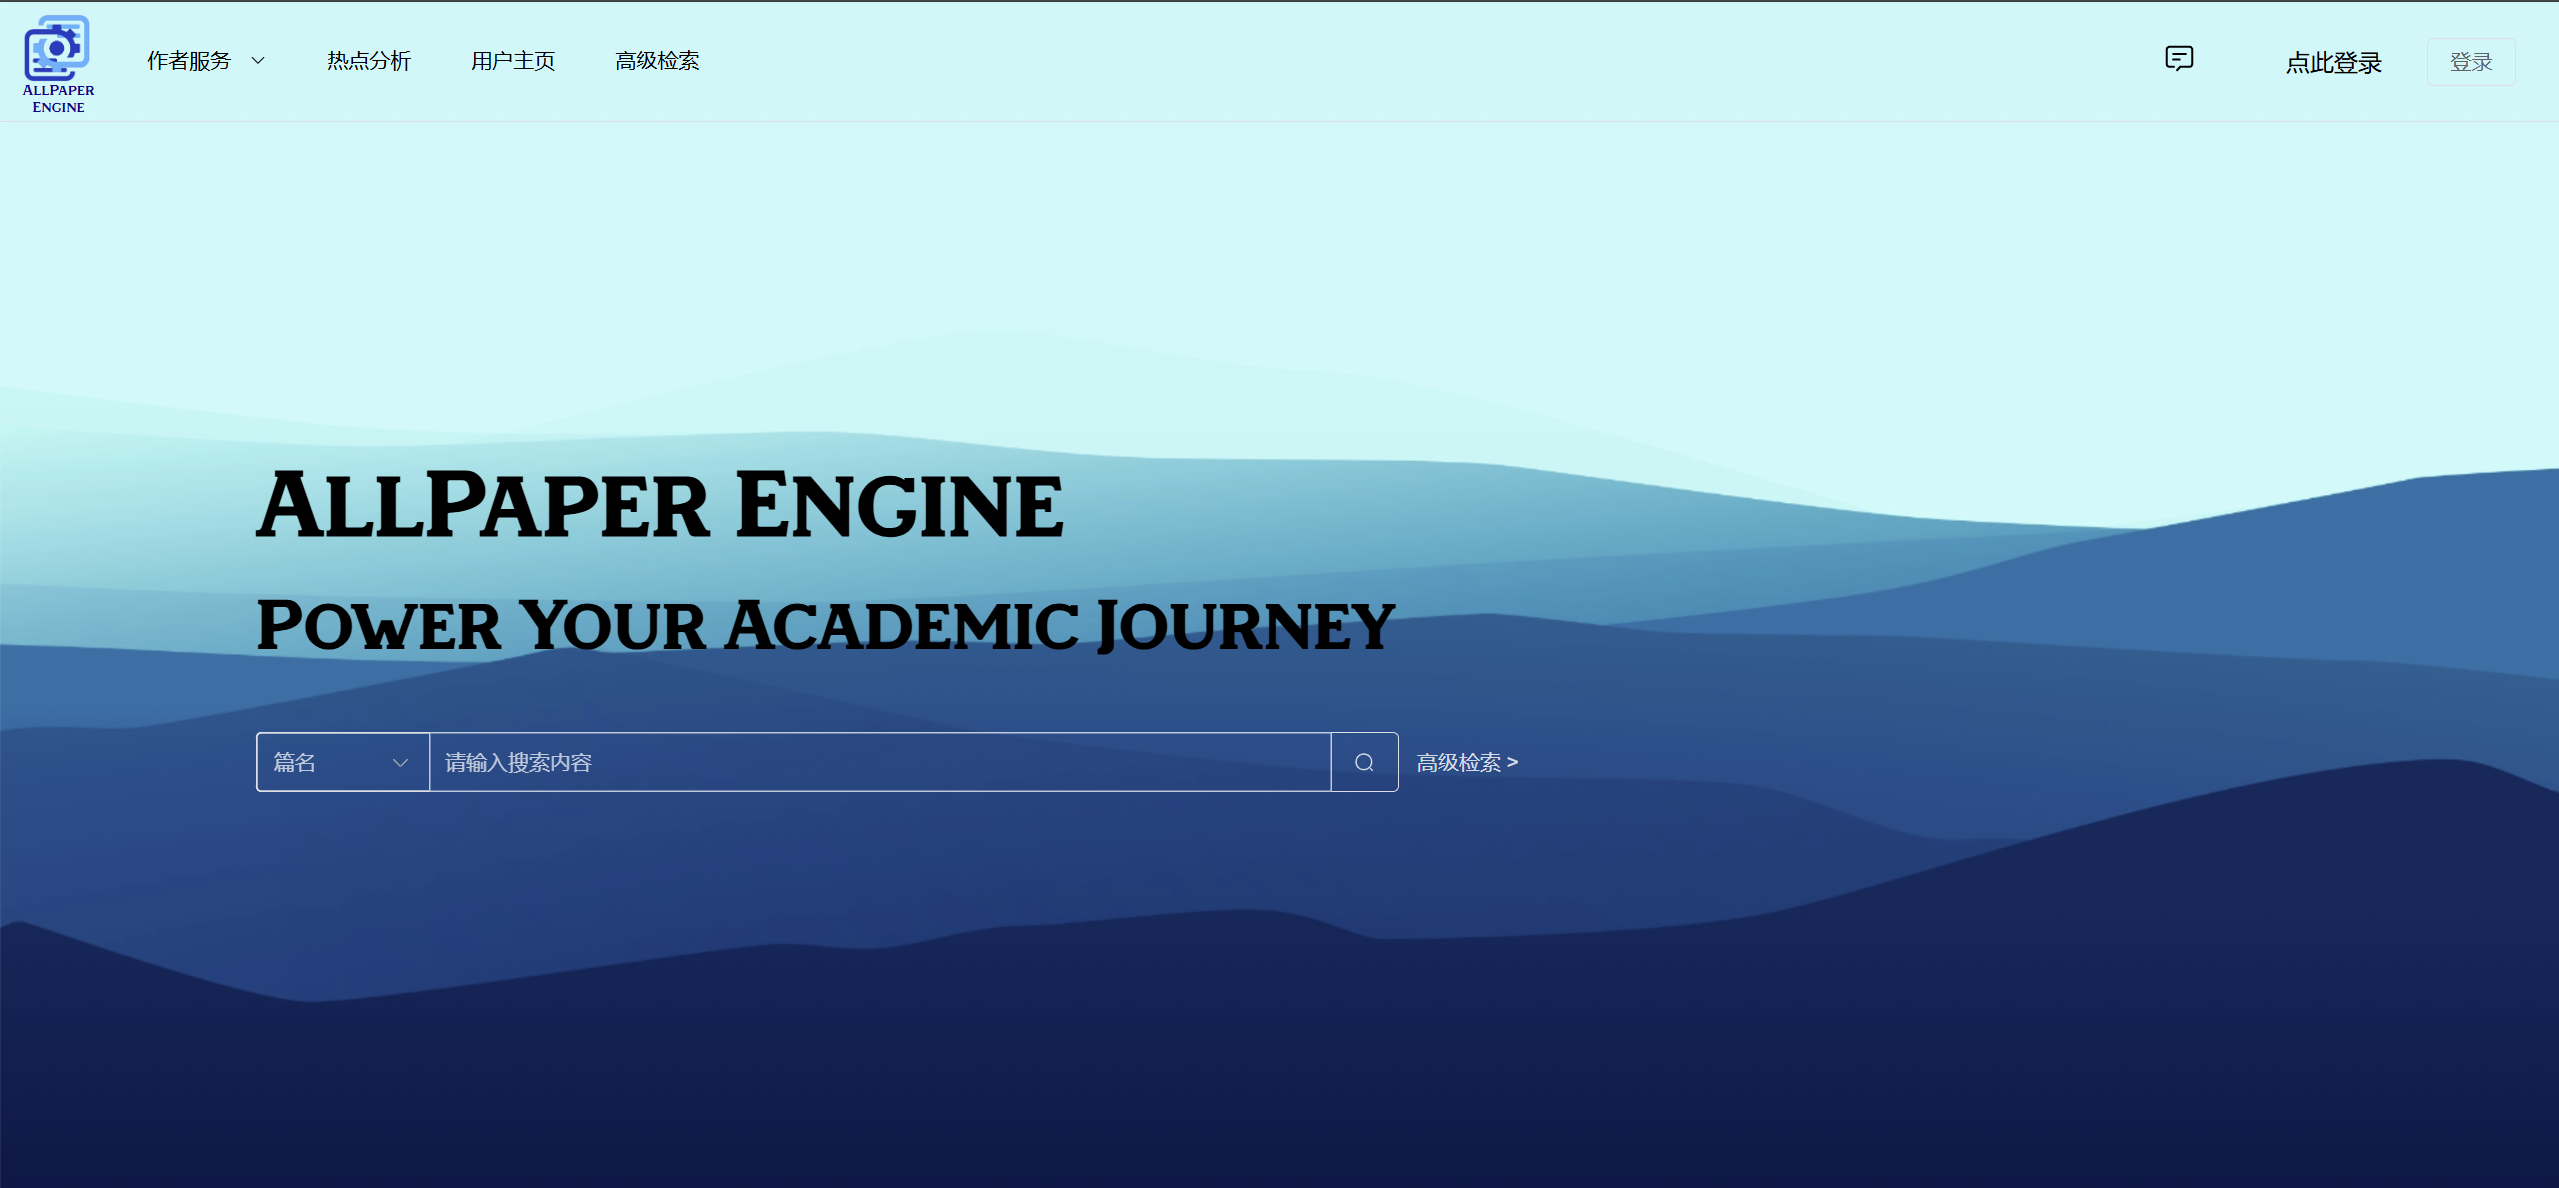 ALLPAPER
ENGINE
作者服务
热点分析
用户主页
高级检索
点此登录
登录
ALLPAPER ENGINE
POWER YOUR ACADEMIC JOURNEY
篇名
请输入搜索内容
高级检索 >